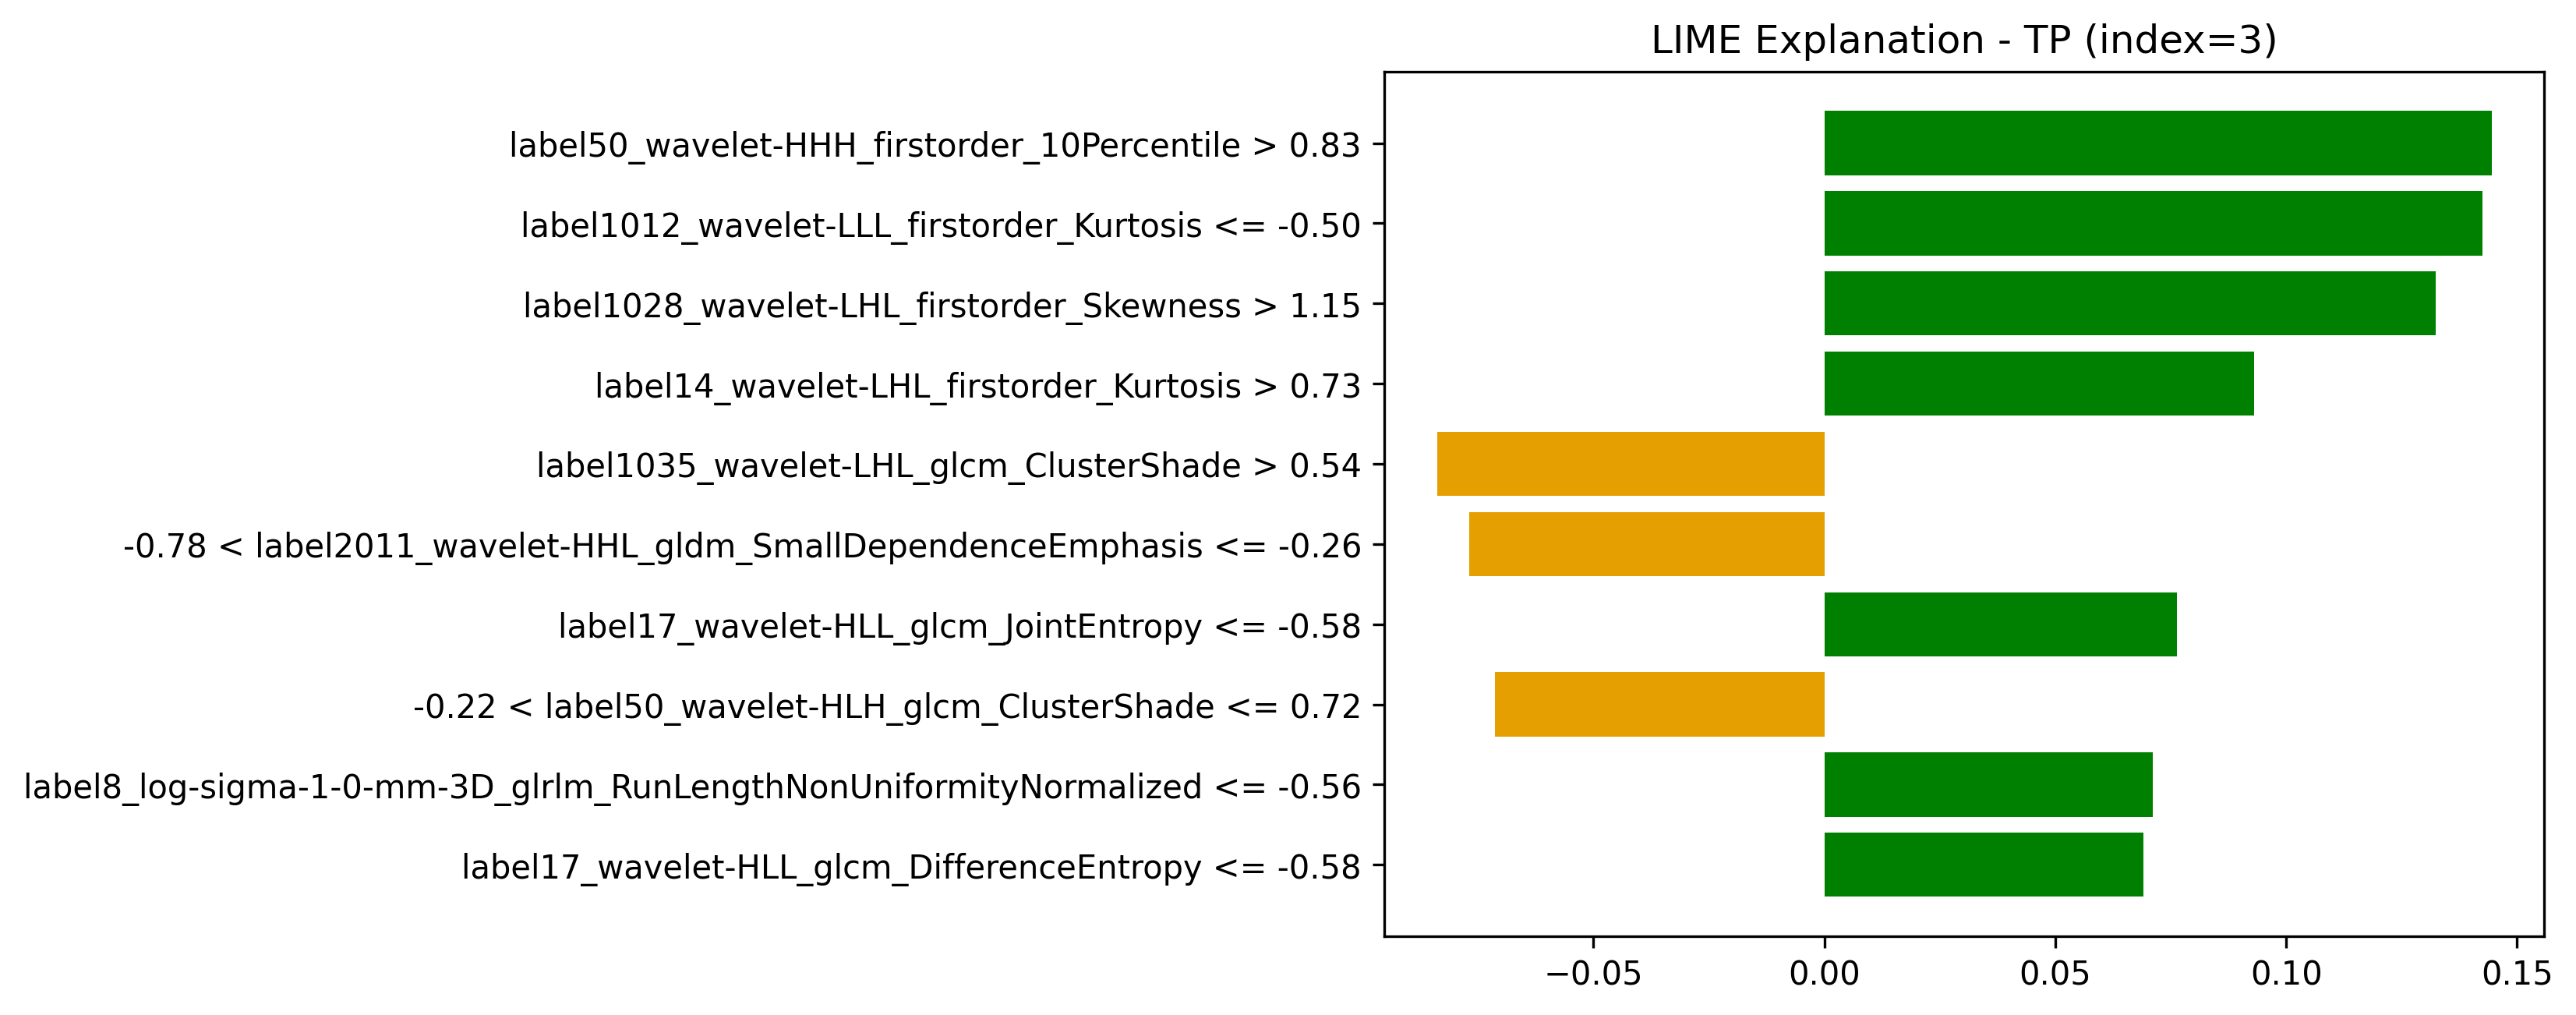 LIME Explanation - TP (index=3)
label50_wavelet-HHH_firstorder_10Percentile > 0.83
label1012_wavelet-LLL_firstorder_Kurtosis <= -0.50
label1028_wavelet-LHL_firstorder_Skewness > 1.15
label14_wavelet-LHL_firstorder_Kurtosis > 0.73
label1035_wavelet-LHL_glcm_ClusterShade > 0.54
-0.78 < label2011_wavelet-HHL_gldm_SmallDependenceEmphasis <= -0.26
label17_wavelet-HLL_glcm_JointEntropy <= -0.58
-0.22 < label50_wavelet-HLH_glcm_ClusterShade <= 0.72
label8_log-sigma-1-0-mm-3D_glrlm_RunLengthNonUniformityNormalized <= -0.56
label17_wavelet-HLL_glcm_DifferenceEntropy <= -0.58
−0.05 0.00 0.05 0.10 0.15